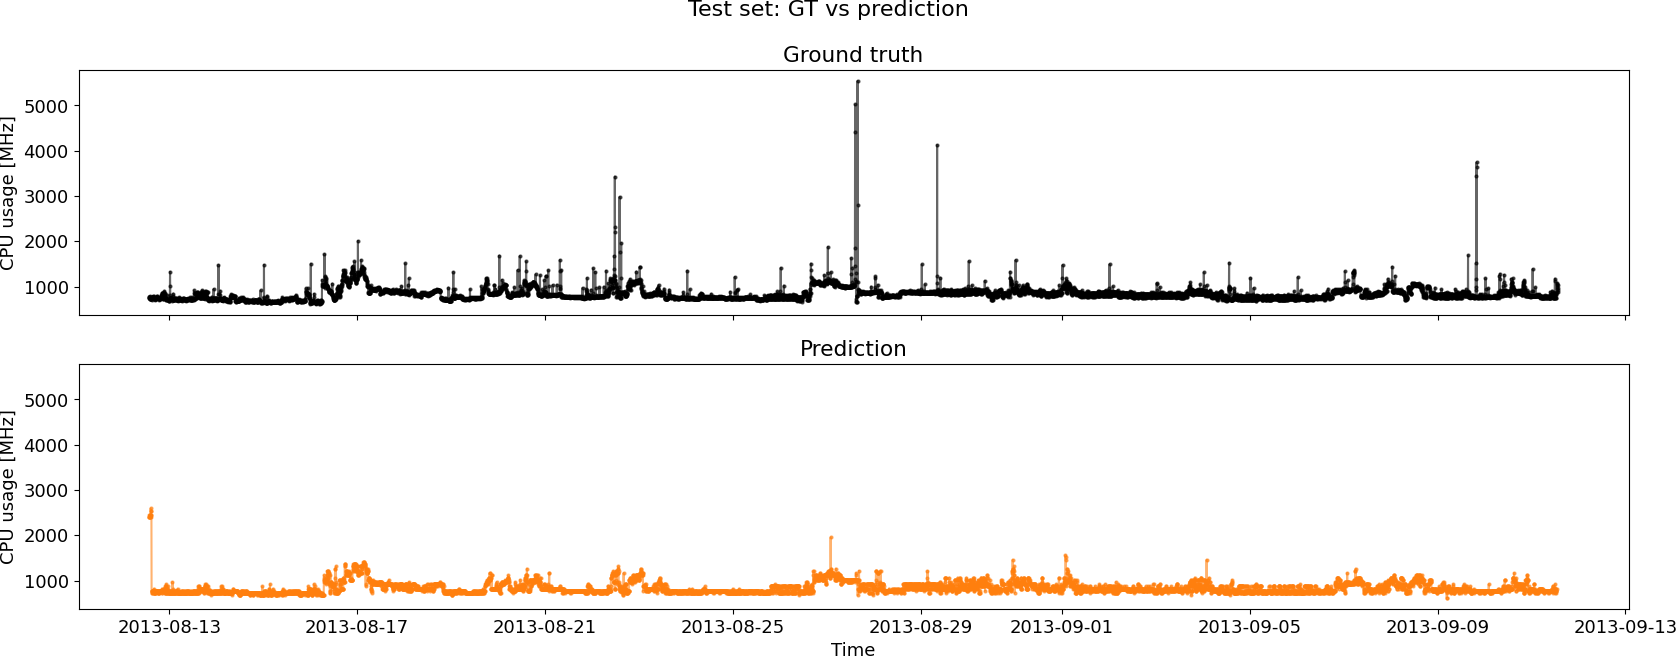 Test set: GT vs prediction
Ground truth
CPU usage [MHz]
5000
4000
3000
2000
1000
Prediction
CPU usage [MHz]
5000
4000
3000
2000
1000
2013-08-13 2013-08-17 2013-08-21 2013-08-25 2013-08-29 2013-09-01 2013-09-05 2013-09-09 2013-09-13
Time